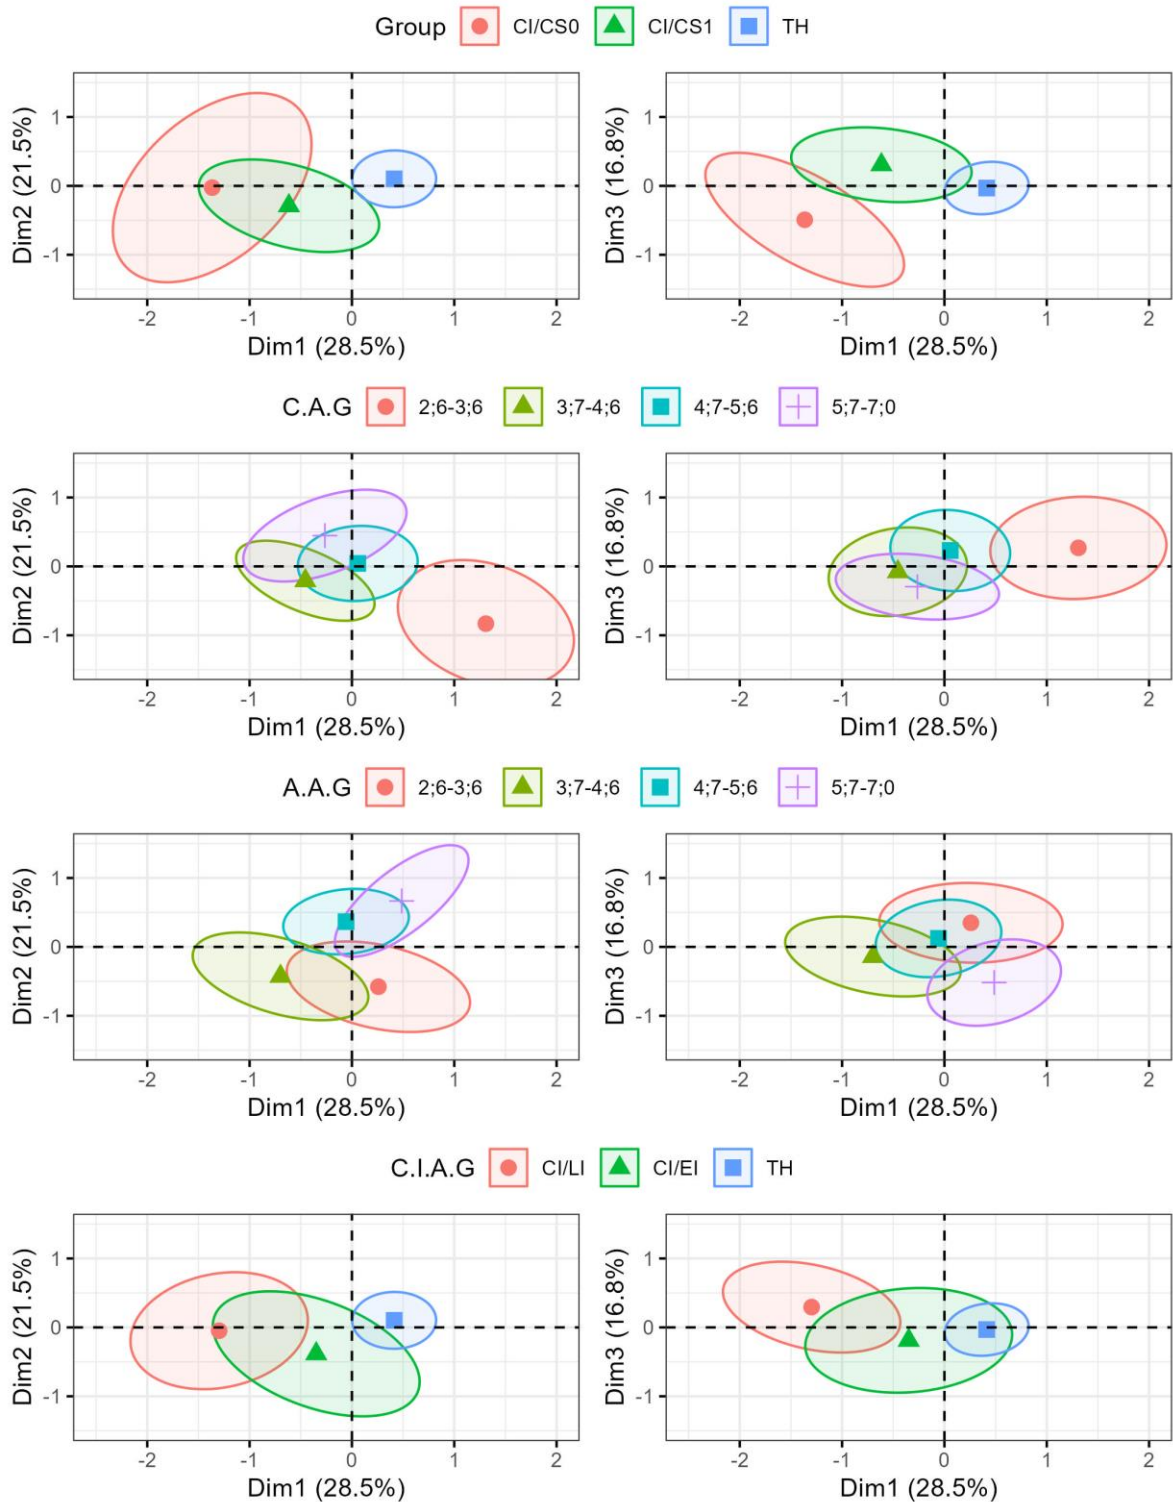 Group CI/CS0 CI/CS1 TH
Dim2 (21.5%)
1
0
-1
-2 -1 0 1 2
Dim1 (28.5%)
Dim3 (16.8%)
1
0
-1
-2 -1 0 1 2
Dim1 (28.5%)
C.A.G 2;6-3;6 3;7-4;6 4;7-5;6 5;7-7;0
Dim2 (21.5%)
1
0
-1
-2 -1 0 1 2
Dim1 (28.5%)
Dim3 (16.8%)
1
0
-1
-2 -1 0 1 2
Dim1 (28.5%)
A.A.G 2;6-3;6 3;7-4;6 4;7-5;6 5;7-7;0
Dim2 (21.5%)
1
0
-1
-2 -1 0 1 2
Dim1 (28.5%)
Dim3 (16.8%)
1
0
-1
-2 -1 0 1 2
Dim1 (28.5%)
C.I.A.G CI/LI CI/EI TH
Dim2 (21.5%)
1
0
-1
-2 -1 0 1 2
Dim1 (28.5%)
Dim3 (16.8%)
1
0
-1
-2 -1 0 1 2
Dim1 (28.5%)